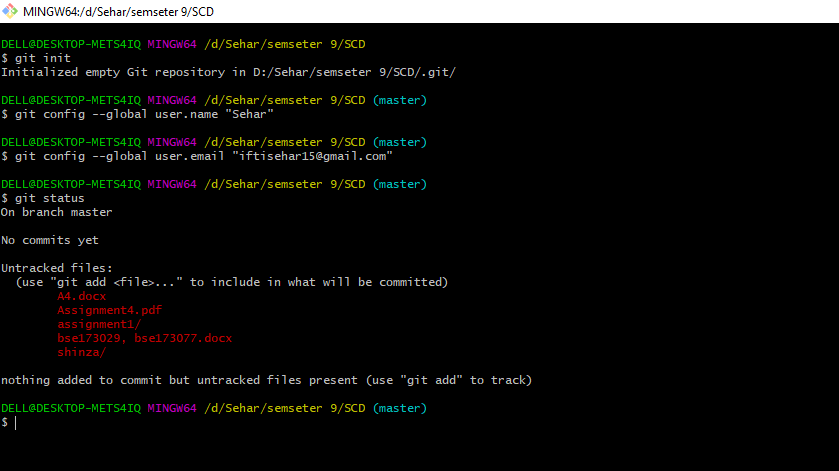 MINGW64:/d/Sehar/semseter 9/SCD
DELL@DESKTOP-METS4IQ MINGW64 /d/Sehar/semseter 9/SCD
$ git init
Initialized empty Git repository in D:/Sehar/semseter 9/SCD/.git/
DELL@DESKTOP-METS4IQ MINGW64 /d/Sehar/semseter 9/SCD (master)
$ git config --global user.name "Sehar"
DELL@DESKTOP-METS4IQ MINGW64 /d/Sehar/semseter 9/SCD (master)
$ git config --global user.email "iftisehar15@gmail.com"
DELL@DESKTOP-METS4IQ MINGW64 /d/Sehar/semseter 9/SCD (master)
$ git status
On branch master
No commits yet
Untracked files:
  (use "git add <file>..." to include in what will be committed)
        A4.docx
        Assignment4.pdf
        assignment1/
        bse173029, bse173077.docx
        shinza/
nothing added to commit but untracked files present (use "git add" to track)
DELL@DESKTOP-METS4IQ MINGW64 /d/Sehar/semseter 9/SCD (master)
$